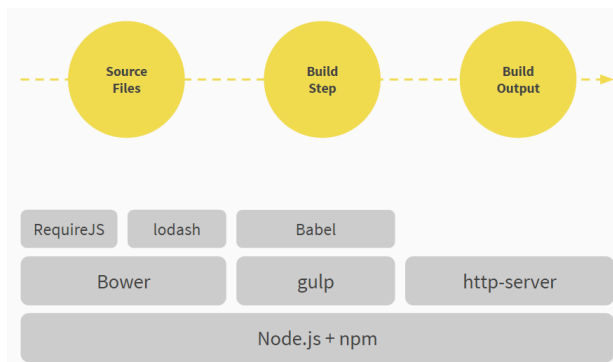 Source
Files
Build
Step
Build
Output
RequireJS
lodash
Babel
Bower
gulp
http-server
Node.js + npm